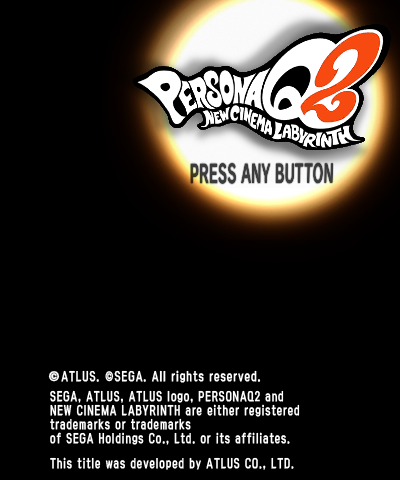 PERSONA Q2
NEW CINEMA LABYRINTH
PRESS ANY BUTTON
©ATLUS. ©SEGA. All rights reserved.
SEGA, ATLUS, ATLUS logo, PERSONAQ2 and
NEW CINEMA LABYRINTH are either registered
trademarks or trademarks
of SEGA Holdings Co., Ltd. or its affiliates.
This title was developed by ATLUS CO., LTD.